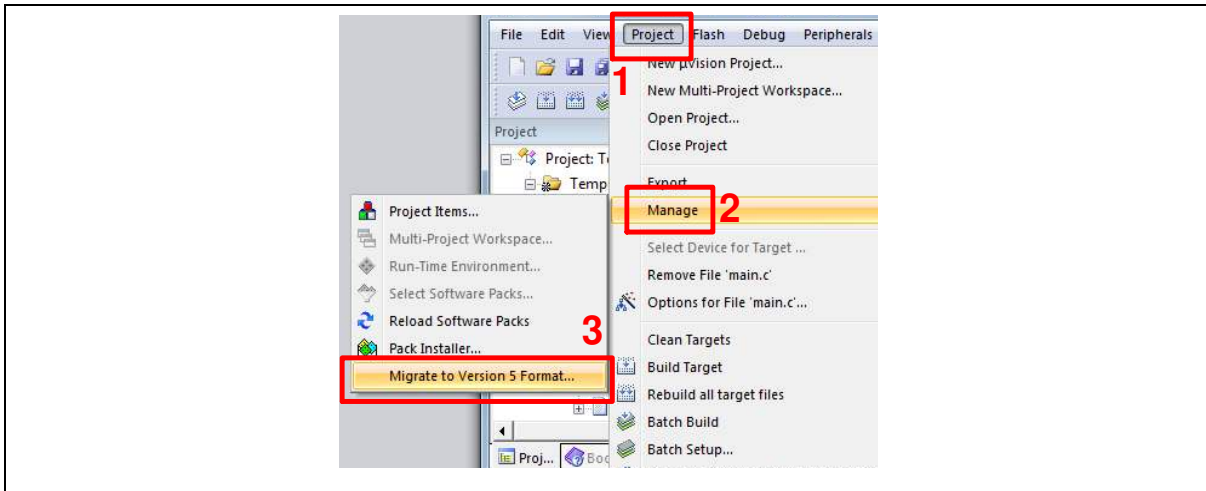 File Edit View Project Flash Debug Peripherals
1
New µVision Project...
New Multi-Project Workspace...
Open Project...
Project
Close Project
Project:
Export
Manage
2
Project Items...
Multi-Project Workspace...
Select Device for Target ...
Run-Time Environment...
Remove File 'main.c'
Select Software Packs...
Options for File 'main.c'...
Reload Software Packs
3
Clean Targets
Pack Installer...
Build Target
Migrate to Version 5 Format...
Rebuild all target files
Batch Build
Proj...
Batch Setup...